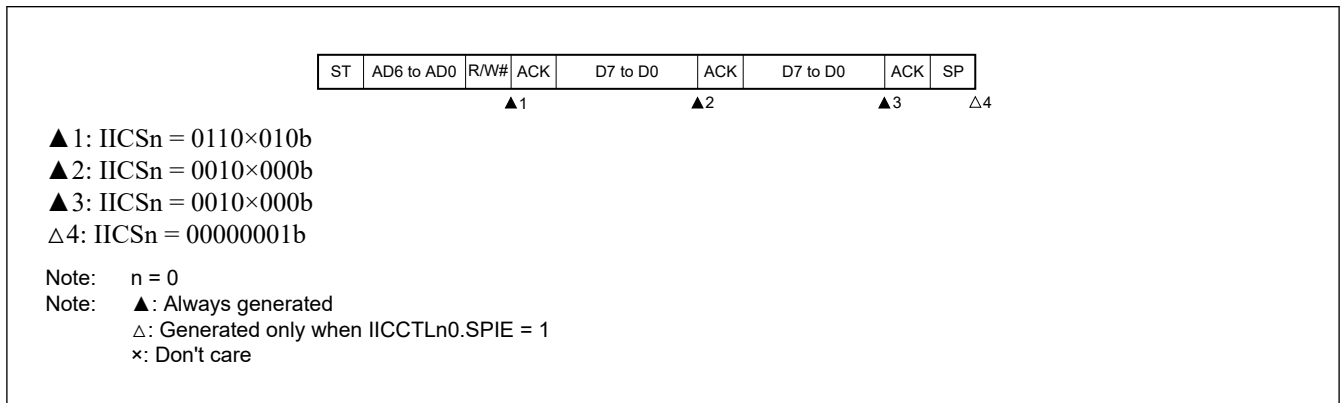 ST AD6 to AD0 R/W# ACK D7 to D0 ACK D7 to D0 ACK SP
▲1 ▲2 ▲3 △4
▲1: IICSn = 0110×010b
▲2: IICSn = 0010×000b
▲3: IICSn = 0010×000b
△4: IICSn = 00000001b
Note: n = 0
Note: ▲: Always generated
△: Generated only when IICCTLn0.SPIE = 1
×: Don't care